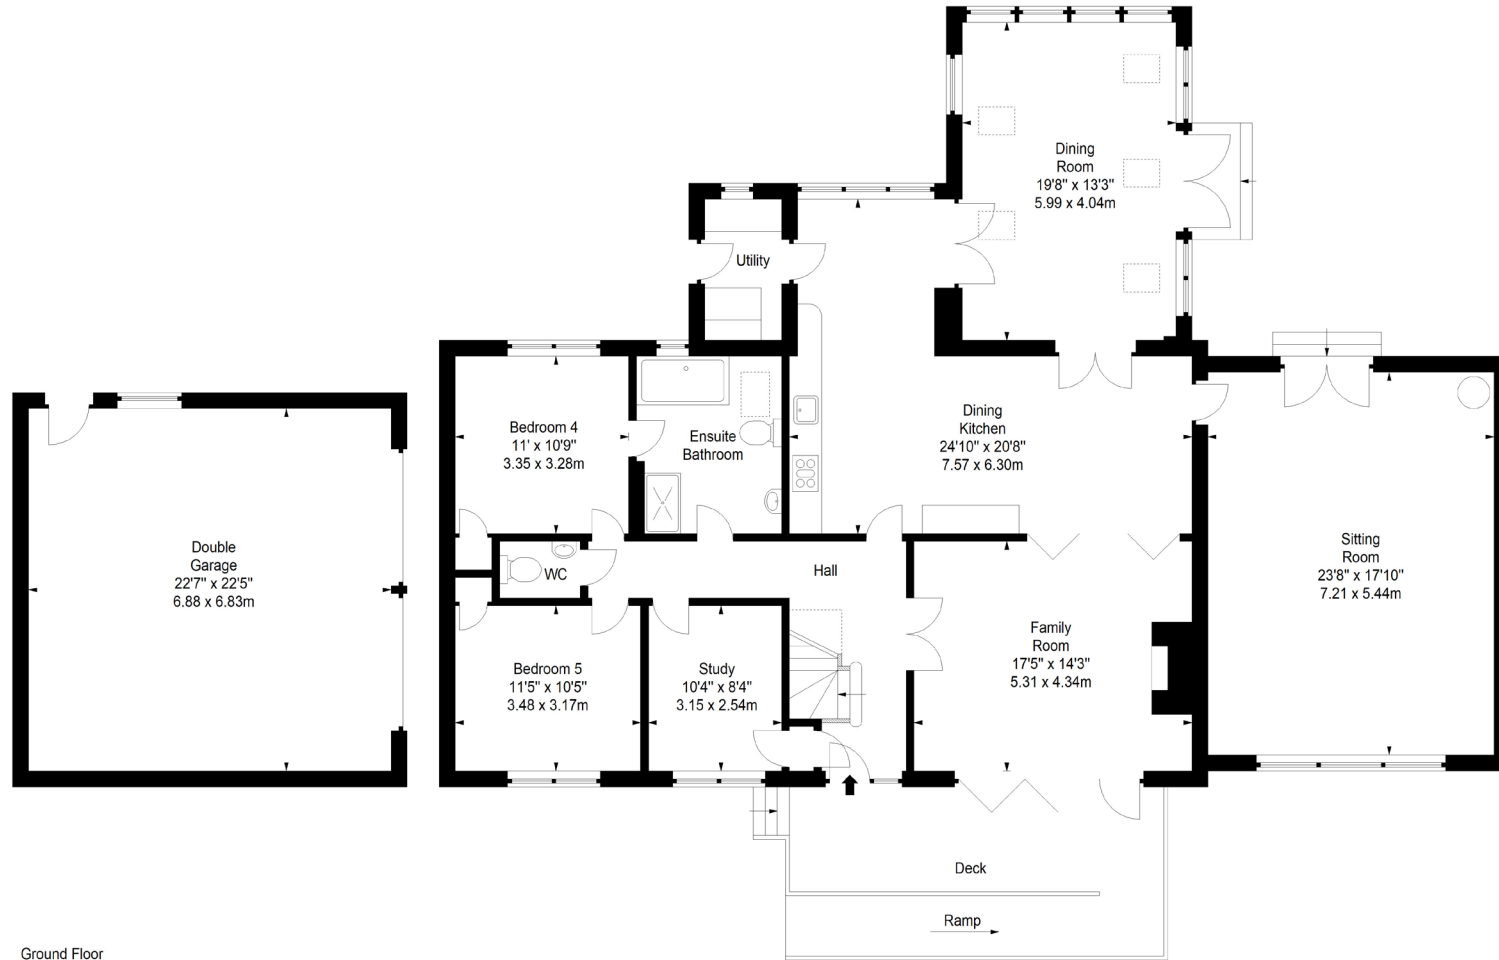 Dining
Room
19'8" x 13'3"
5.99 x 4.04m
Utility
Bedroom 4
11' x 10'9"
3.35 x 3.28m
Ensuite
Bathroom
Dining
Kitchen
24'10" x 20'8"
7.57 x 6.30m
Double
Garage
22'7" x 22'5"
6.88 x 6.83m
WC
Hall
Sitting
Room
23'8" x 17'10"
7.21 x 5.44m
Bedroom 5
11'5" x 10'5"
3.48 x 3.17m
Study
10'4" x 8'4"
3.15 x 2.54m
Family
Room
17'5" x 14'3"
5.31 x 4.34m
Deck
Ramp
Ground Floor